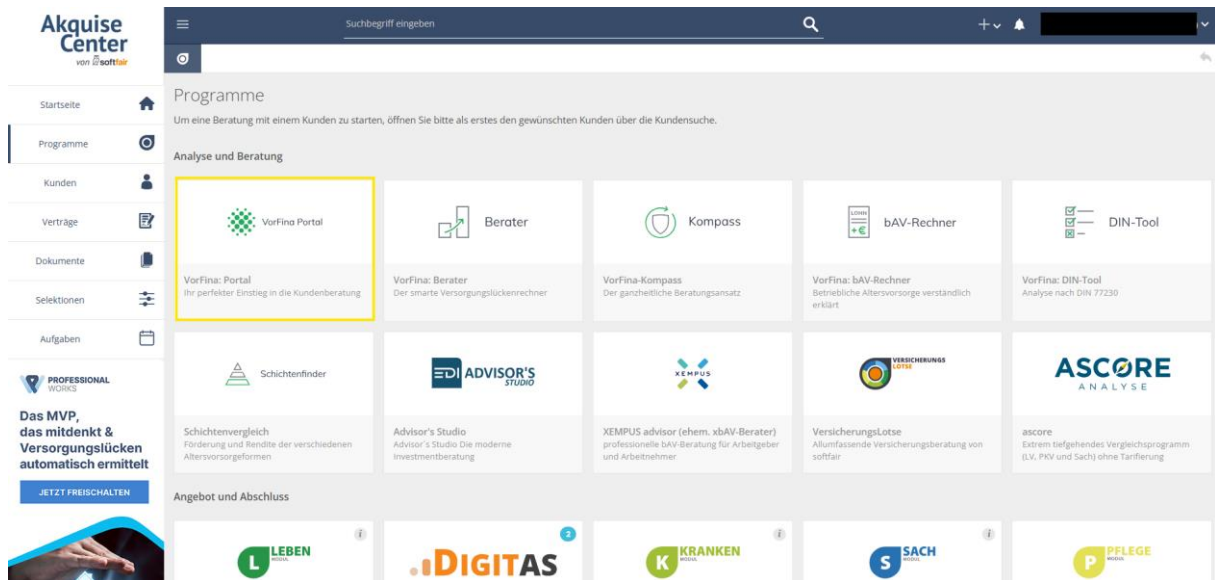 Akquise
Center
von softfair
Suchbegriff eingeben
Startseite
Programme
Kunden
Verträge
Dokumente
Selektionen
Aufgaben
PROFESSIONAL
WORKS
Das MVP,
das mitdenkt &
Versorgungslücken
automatisch ermittelt
JETZT FREISCHALTEN
Programme
Um eine Beratung mit einem Kunden zu starten, öffnen Sie bitte als erstes den gewünschten Kunden über die Kundensuche.
Analyse und Beratung
VorFina Portal
VorFina: Portal
Ihr perfekter Einstieg in die Kundenberatung
Berater
VorFina: Berater
Der smarte Versorgungslückenrechner
Kompass
VorFina-Kompass
Der ganzheitliche Beratungsansatz
LOHN
+€
bAV-Rechner
VorFina: bAV-Rechner
Betriebliche Altersvorsorge verständlich
erklärt
DIN-Tool
VorFina: DIN-Tool
Analyse nach DIN 77230
Schichtenfinder
Schichtenvergleich
Förderung und Rendite der verschiedenen
Altersvorsorgeformen
EDI ADVISOR'S
STUDIO
Advisor's Studio
Advisor´s Studio Die moderne
Investmentberatung
XEMPUS
XEMPUS advisor (ehem. xbAV-Berater)
professionelle bAV-Beratung für Arbeitgeber
und Arbeitnehmer
VERSICHERUNGS
LOTSE
VersicherungsLotse
Allumfassende Versicherungsberatung von
softfair
ASCORE
ANALYSE
ascore
Extrem tiefgehendes Vergleichsprogramm
(LV, PKV und Sach) ohne Tarifierung
Angebot und Abschluss
L LEBEN
MODUL
i
DIGITAS
2
K KRANKEN
MODUL
i
S SACH
MODUL
i
P PFLEGE
MODUL